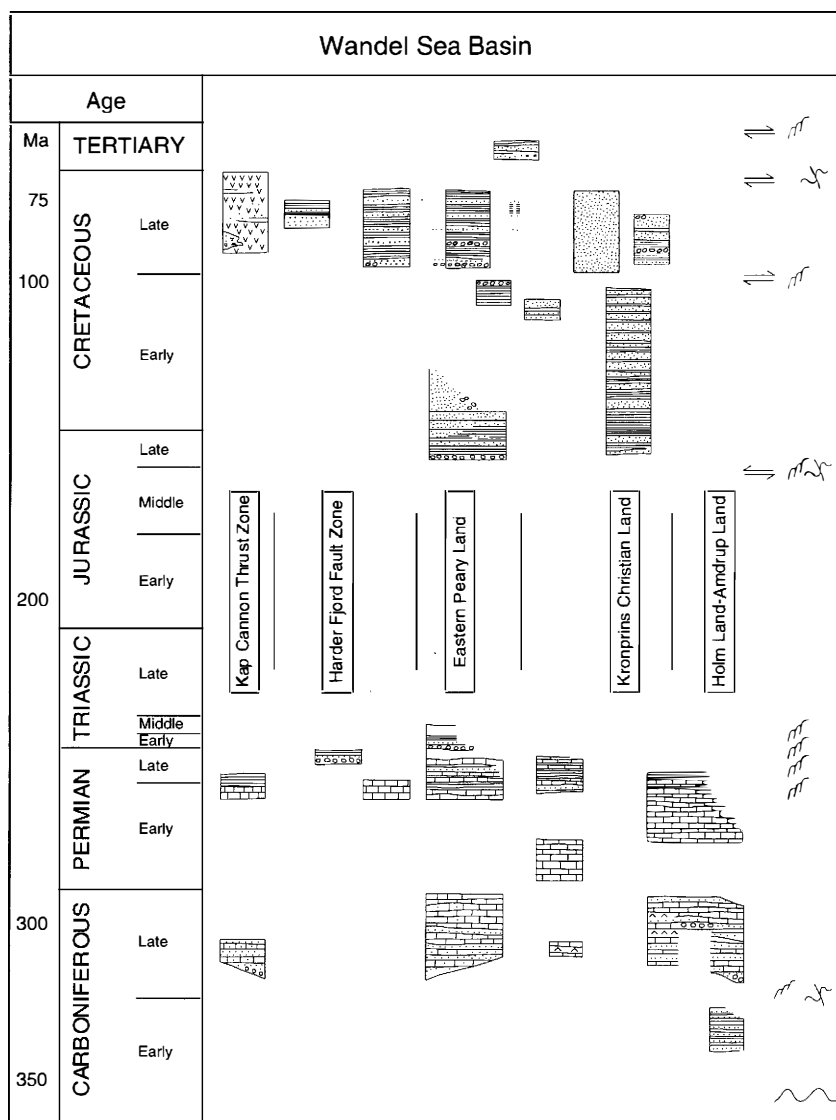 Wandel Sea Basin
Age
Ma
TERTIARY
75
CRETACEOUS
Late
100
Early
JURASSIC
Late
Middle
Early
200
Kap Cannon Thrust Zone
Harder Fjord Fault Zone
Eastern Peary Land
Kronprins Christian Land
Holm Land-Amdrup Land
TRIASSIC
Late
Middle
Early
PERMIAN
Late
Early
CARBONIFEROUS
300
Late
Early
350